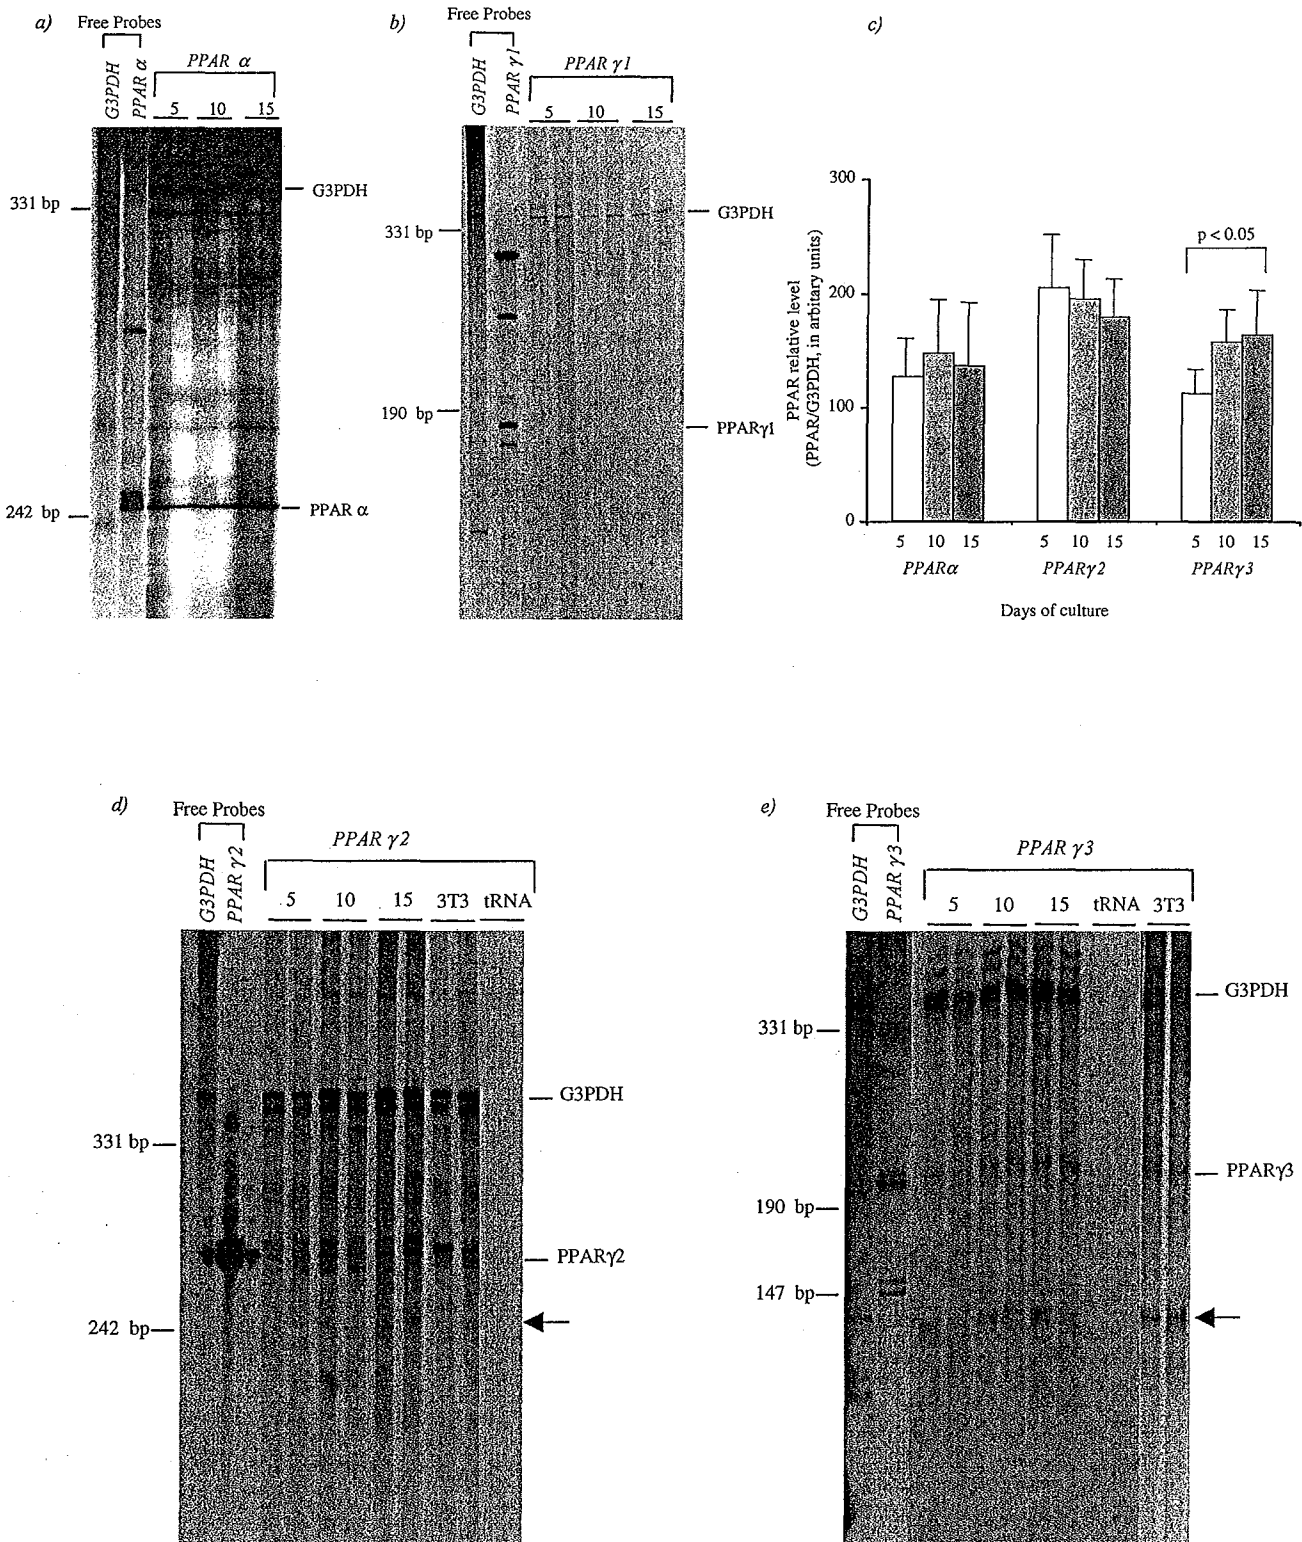 a)
Free Probes
G3PDH
PPAR α
PPAR α
5 10 15
331 bp
242 bp
G3PDH
PPAR α
b)
Free Probes
G3PDH
PPAR γ1
PPAR γ1
5 10 15
331 bp
190 bp
G3PDH
PPARγ1
c)
PPAR relative level
(PPAR/G3PDH, in arbitary units)
300
200
100
0
p < 0.05
5 10 15 5 10 15 5 10 15
PPARα PPARγ2 PPARγ3
Days of culture
d)
Free Probes
G3PDH
PPAR γ2
PPAR γ2
5 10 15 3T3 tRNA
331 bp
242 bp
G3PDH
PPARγ2
e)
Free Probes
G3PDH
PPAR γ3
PPAR γ3
5 10 15 tRNA 3T3
331 bp
190 bp
147 bp
G3PDH
PPARγ3